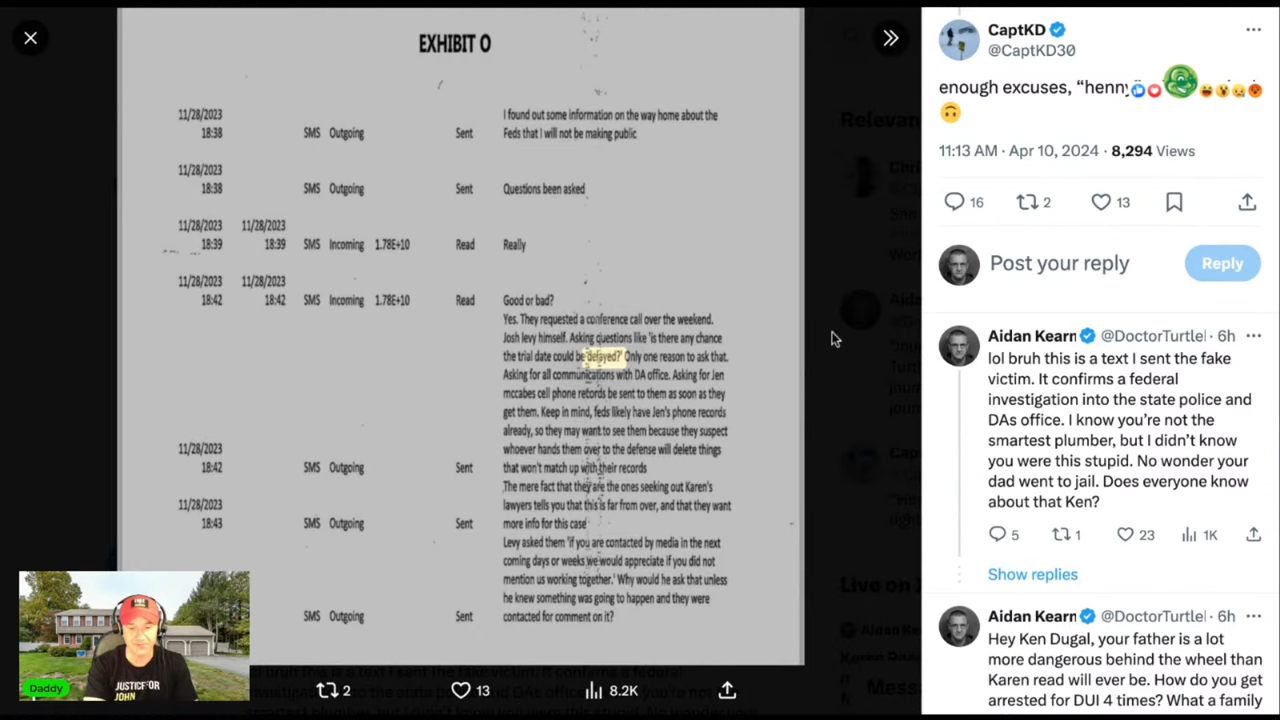 EXHIBIT O
11/28/2023
18:38 SMS Outgoing Sent
I found out some information on the way home about the
Feds that I will not be making public
11/28/2023
18:38 SMS Outgoing Sent Questions been asked
11/28/2023 11/28/2023
18:39 18:39 SMS Incoming 1.78E+10 Read Really
11/28/2023 11/28/2023
18:42 18:42 SMS Incoming 1.78E+10 Read Good or bad?
Yes. They requested a conference call over the weekend.
Josh levy himself. Asking questions like 'is there any chance
the trial date could be delayed?' Only one reason to ask that.
Asking for all communications with DA office. Asking for Jen
mccabes cell phone records be sent to them as soon as they
get them. Keep in mind, feds likely have Jen's phone records
already, so they may want to see them because they suspect
whoever hands them over to the defense will delete things
11/28/2023
18:42 SMS Outgoing Sent that won't match up with their records
The mere fact that they are the ones seeking out Karen's
lawyers tells you that this is far from over, and that they want
11/28/2023
18:43 SMS Outgoing Sent more info for this case
Levy asked them 'if you are contacted by media in the next
coming days or weeks we would appreciate if you did not
mention us working together.' Why would he ask that unless
he knew something was going to happen and they were
SMS Outgoing Sent contacted for comment on it?
2 13 8.2K
Daddy
JUSTICE FOR
JOHN
CaptKD
@CaptKD30
enough excuses, “henny
🙃
11:13 AM · Apr 10, 2024 · 8,294 Views
16 2 13
Post your reply
Reply
Aidan Kearn @DoctorTurtl · 6h
lol bruh this is a text I sent the fake
victim. It confirms a federal
investigation into the state police and
DAs office. I know you’re not the
smartest plumber, but I didn’t know
you were this stupid. No wonder your
dad went to jail. Does everyone know
about that Ken?
5 1 23 1K
Show replies
Aidan Kearn @DoctorTurtl · 6h
Hey Ken Dugal, your father is a lot
more dangerous behind the wheel than
Karen read will ever be. How do you get
arrested for DUI 4 times? What a family